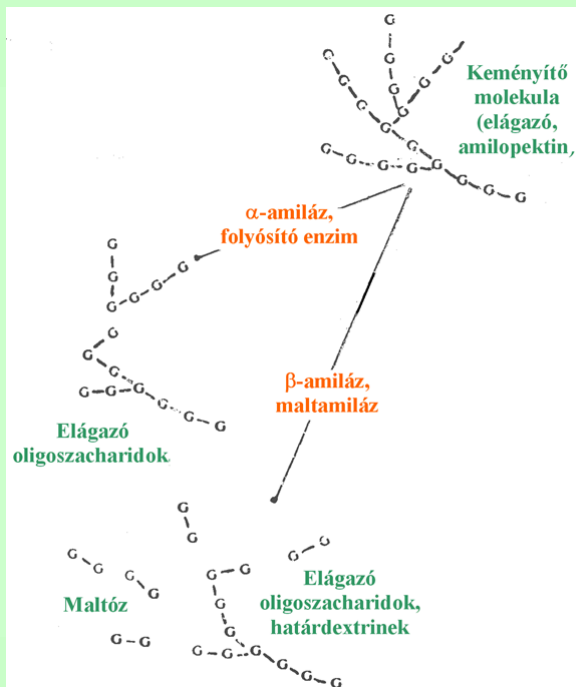 Keményítő
molekula
(elágazó,
amilopektin,
α-amiláz,
folyósító enzim
β-amiláz,
maltamiláz
Elágazó
oligoszacharidok
Maltóz
Elágazó
oligoszacharidok,
határdextrinek
G-G